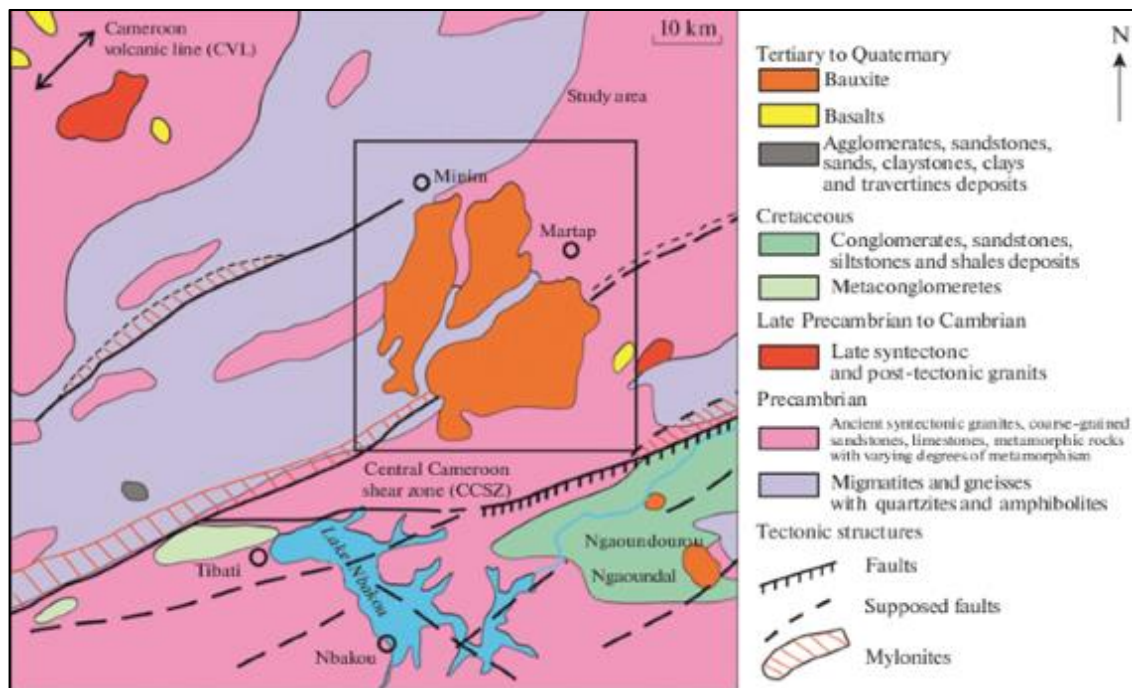 Cameroon
volcanic line (CVL)
10 km
Study area
Minim
Martap
Central Cameroon
shear zone (CCSZ)
Tibati
Lake Nbakou
Nbakou
Ngaoundourou
Ngaoundal
N
Tertiary to Quaternary
Bauxite
Basalts
Agglomerates, sandstones,
sands, claystones, clays
and travertines deposits
Cretaceous
Conglomerates, sandstones,
siltstones and shales deposits
Metaconglomeretes
Late Precambrian to Cambrian
Late syntectonc
and post-tectonic granits
Precambrian
Ancient syntectonic granites, coarse-grained
sandstones, limestones, metamorphic rocks
with varying degrees of metamorphism
Migmatites and gneisses
with quartzites and amphibolites
Tectonic structures
Faults
Supposed faults
Mylonites